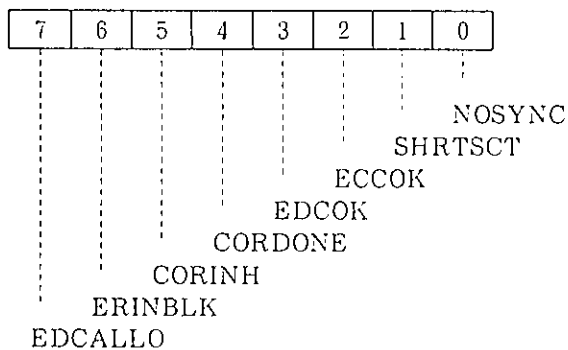 7 6 5 4 3 2 1 0
NOSYNC
SHRTSCT
ECCOK
EDCOK
CORDONE
CORINH
ERINBLK
EDCALLO